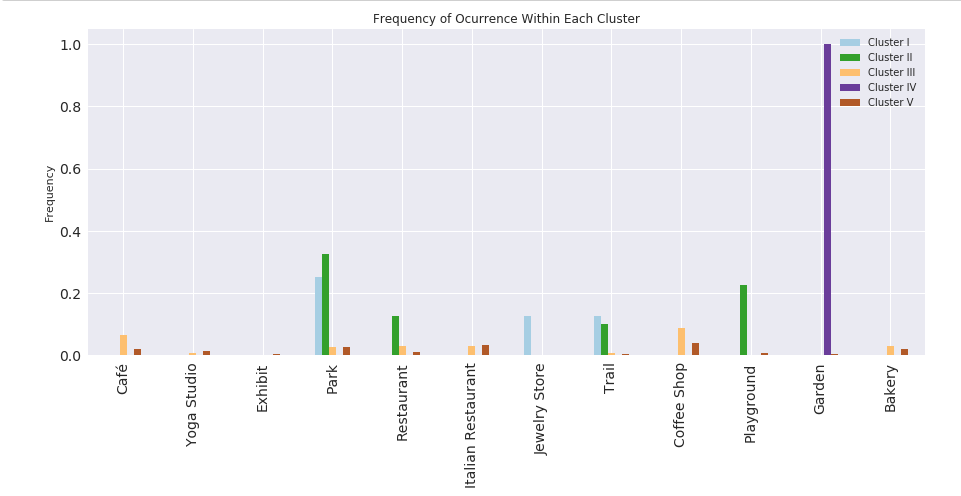 Frequency of Ocurrence Within Each Cluster
Cluster I
Cluster II
Cluster III
Cluster IV
Cluster V
Frequency
1.0
0.8
0.6
0.4
0.2
0.0
Café
Yoga Studio
Exhibit
Park
Restaurant
Italian Restaurant
Jewelry Store
Trail
Coffee Shop
Playground
Garden
Bakery